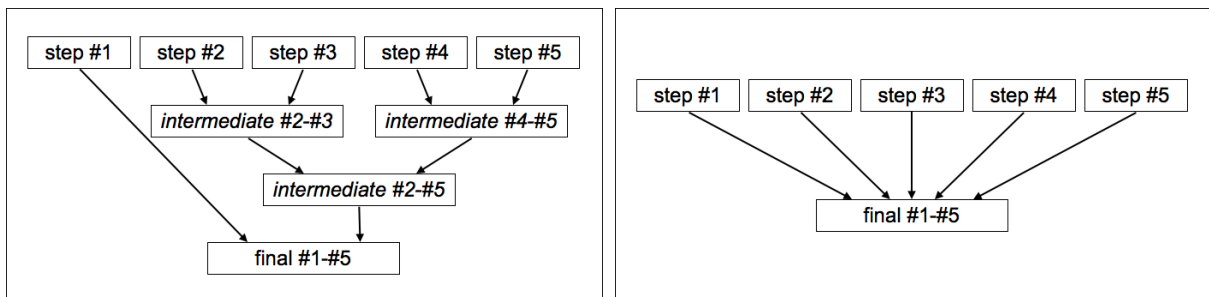 step #1
step #2
step #3
step #4
step #5
intermediate #2-#3
intermediate #4-#5
intermediate #2-#5
final #1-#5
step #1
step #2
step #3
step #4
step #5
final #1-#5